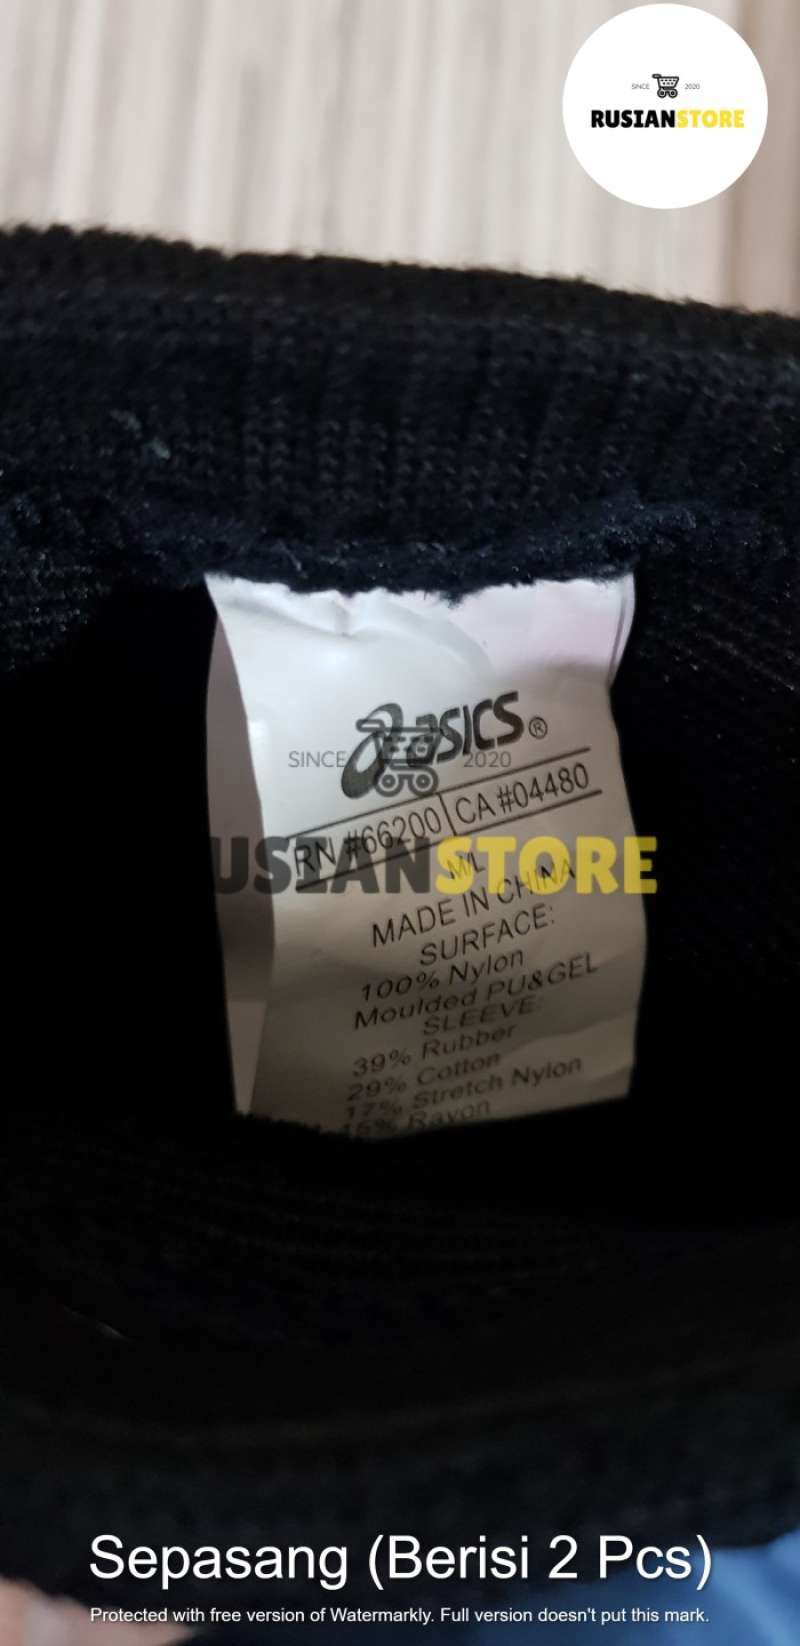 SINCE 2020
RUSIANSTORE
asics®
SINCE 2020
RN #66200 CA #04480
USIANSTORE
M/L
MADE IN CHINA
SURFACE:
100% Nylon
Moulded PU&GEL
SLEEVE:
39% Rubber
29% Cotton
17% Stretch Nylon
15% Rayon
Sepasang (Berisi 2 Pcs)
Protected with free version of Watermarkly. Full version doesn't put this mark.